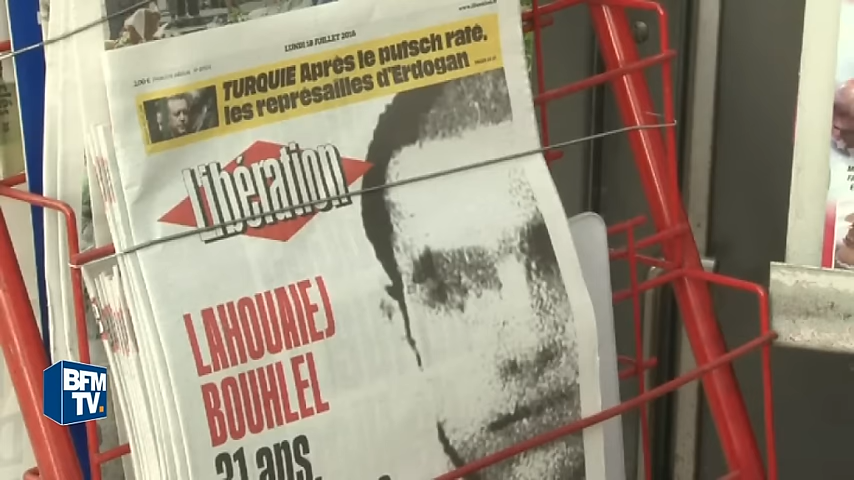 LUNDI 18 JUILLET 2016
TURQUIE Après le putsch raté,
les représailles d'Erdogan
Libération
LAHOUAIEJ
BOUHLEL
31 ans,
BFM
TV.